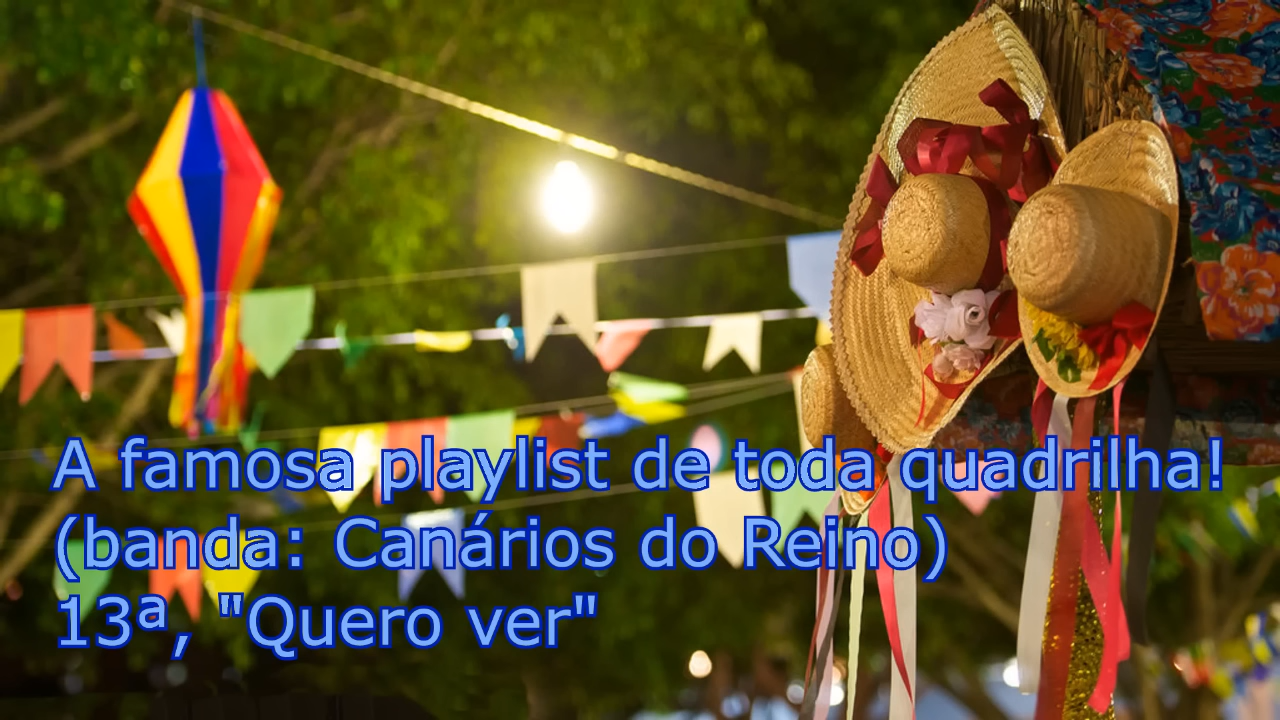 A famosa playlist de toda quadrilha!
(banda: Canários do Reino)
13ª, "Quero ver"